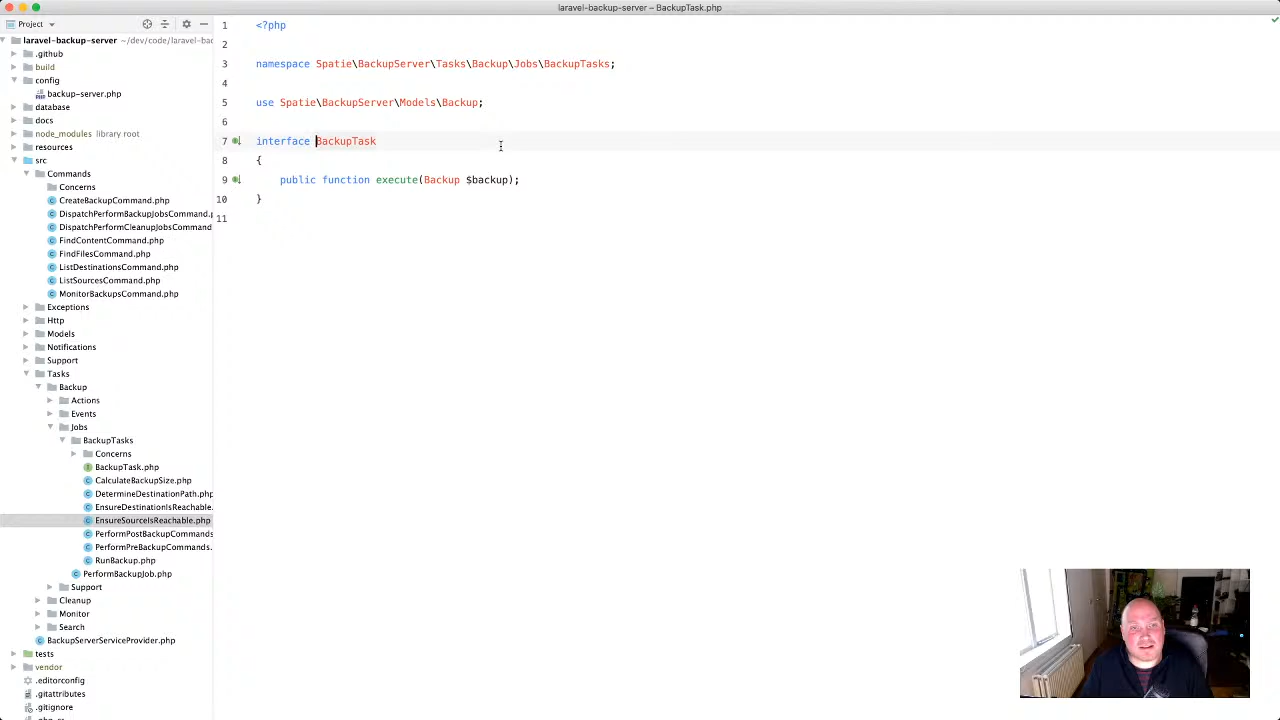 laravel-backup-server – BackupTask.php
Project
laravel-backup-server ~/dev/code/laravel-bac
.github
build
config
backup-server.php
database
docs
node_modules library root
resources
src
Commands
Concerns
CreateBackupCommand.php
DispatchPerformBackupJobsCommand.p
DispatchPerformCleanupJobsCommand
FindContentCommand.php
FindFilesCommand.php
ListDestinationsCommand.php
ListSourcesCommand.php
MonitorBackupsCommand.php
Exceptions
Http
Models
Notifications
Support
Tasks
Backup
Actions
Events
Jobs
BackupTasks
Concerns
BackupTask.php
CalculateBackupSize.php
DetermineDestinationPath.php
EnsureDestinationIsReachable.
EnsureSourceIsReachable.php
PerformPostBackupCommands
PerformPreBackupCommands.
RunBackup.php
PerformBackupJob.php
Support
Cleanup
Monitor
Search
BackupServerServiceProvider.php
tests
vendor
.editorconfig
.gitattributes
.gitignore
1 <?php
2
3 namespace Spatie\BackupServer\Tasks\Backup\Jobs\BackupTasks;
4
5 use Spatie\BackupServer\Models\Backup;
6
7 interface BackupTask
8 {
9 public function execute(Backup $backup);
10 }
11